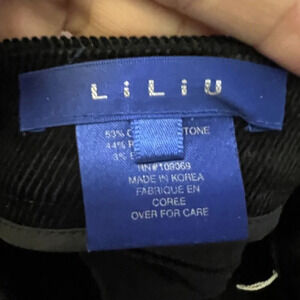 LiLiU
53% C TONE
44% P
3%
RN#109069
MADE IN KOREA
FABRIQUE EN
COREE
OVER FOR CARE